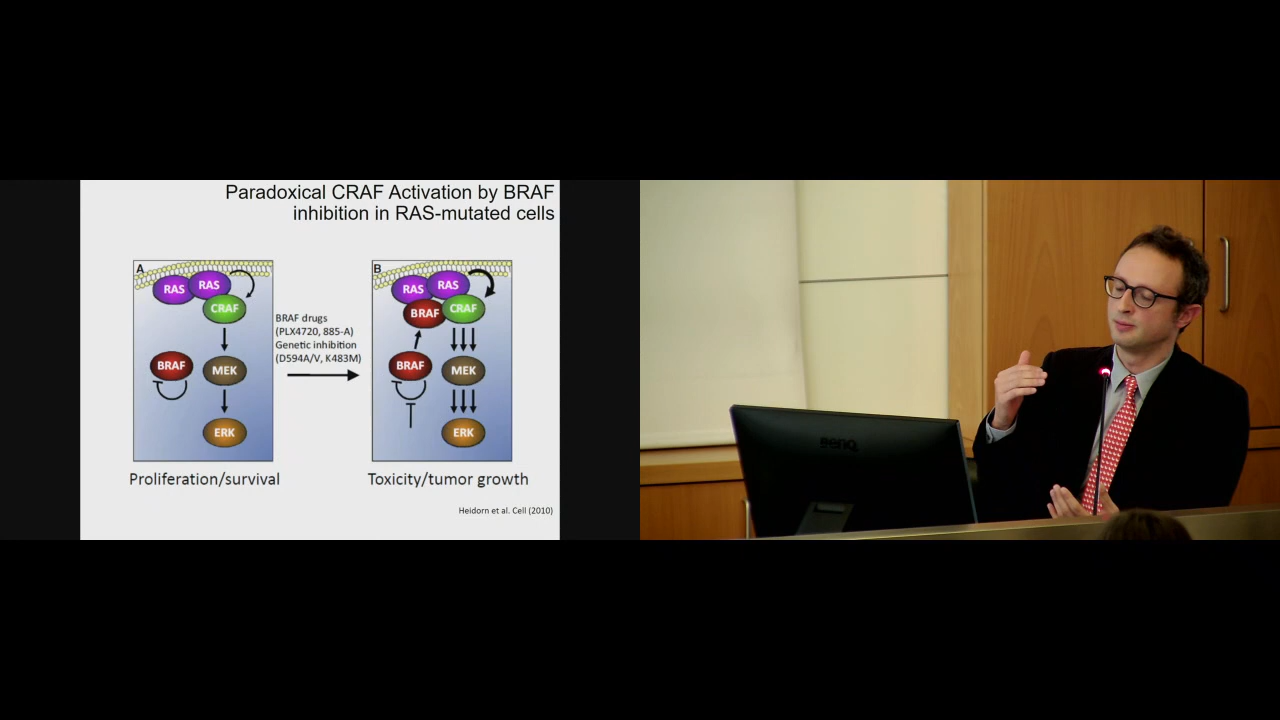 Paradoxical CRAF Activation by BRAF
inhibition in RAS-mutated cells
A
RAS
RAS
CRAF
BRAF
MEK
ERK
BRAF drugs
(PLX4720, 885-A)
Genetic inhibition
(D594A/V, K483M)
B
RAS
RAS
BRAF
CRAF
BRAF
MEK
ERK
Proliferation/survival
Toxicity/tumor growth
Heidorn et al. Cell (2010)
BenQ